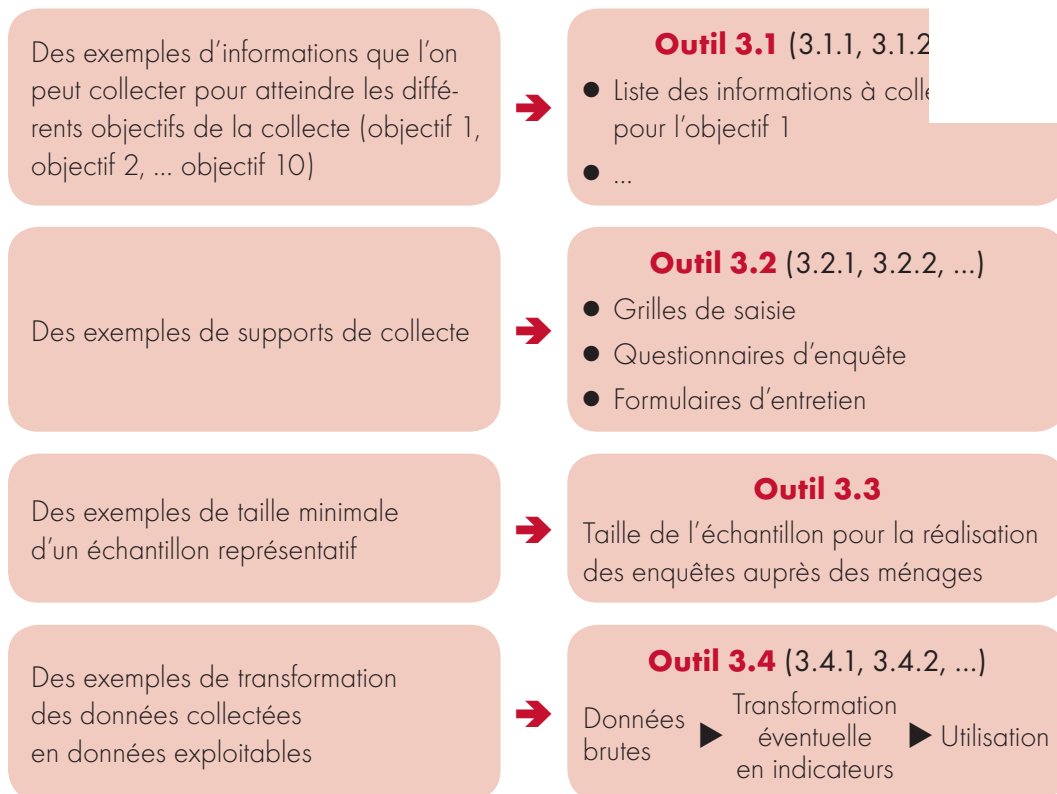 Des exemples d'informations que l'on
peut collecter pour atteindre les diffé-
rents objectifs de la collecte (objectif 1,
objectif 2, ... objectif 10)
Outil 3.1 (3.1.1, 3.1.2
● Liste des informations à
pour l'objectif 1
● ...
Des exemples de supports de collecte
Outil 3.2 (3.2.1, 3.2.2, ...)
● Grilles de saisie
● Questionnaires d'enquête
● Formulaires d'entretien
Des exemples de taille minimale
d'un échantillon représentatif
Outil 3.3
Taille de l'échantillon pour la réalisation
des enquêtes auprès des ménages
Des exemples de transformation
des données collectées
en données exploitables
Outil 3.4 (3.4.1, 3.4.2, ...)
Données
brutes
Transformation
éventuelle
en indicateurs
Utilisation